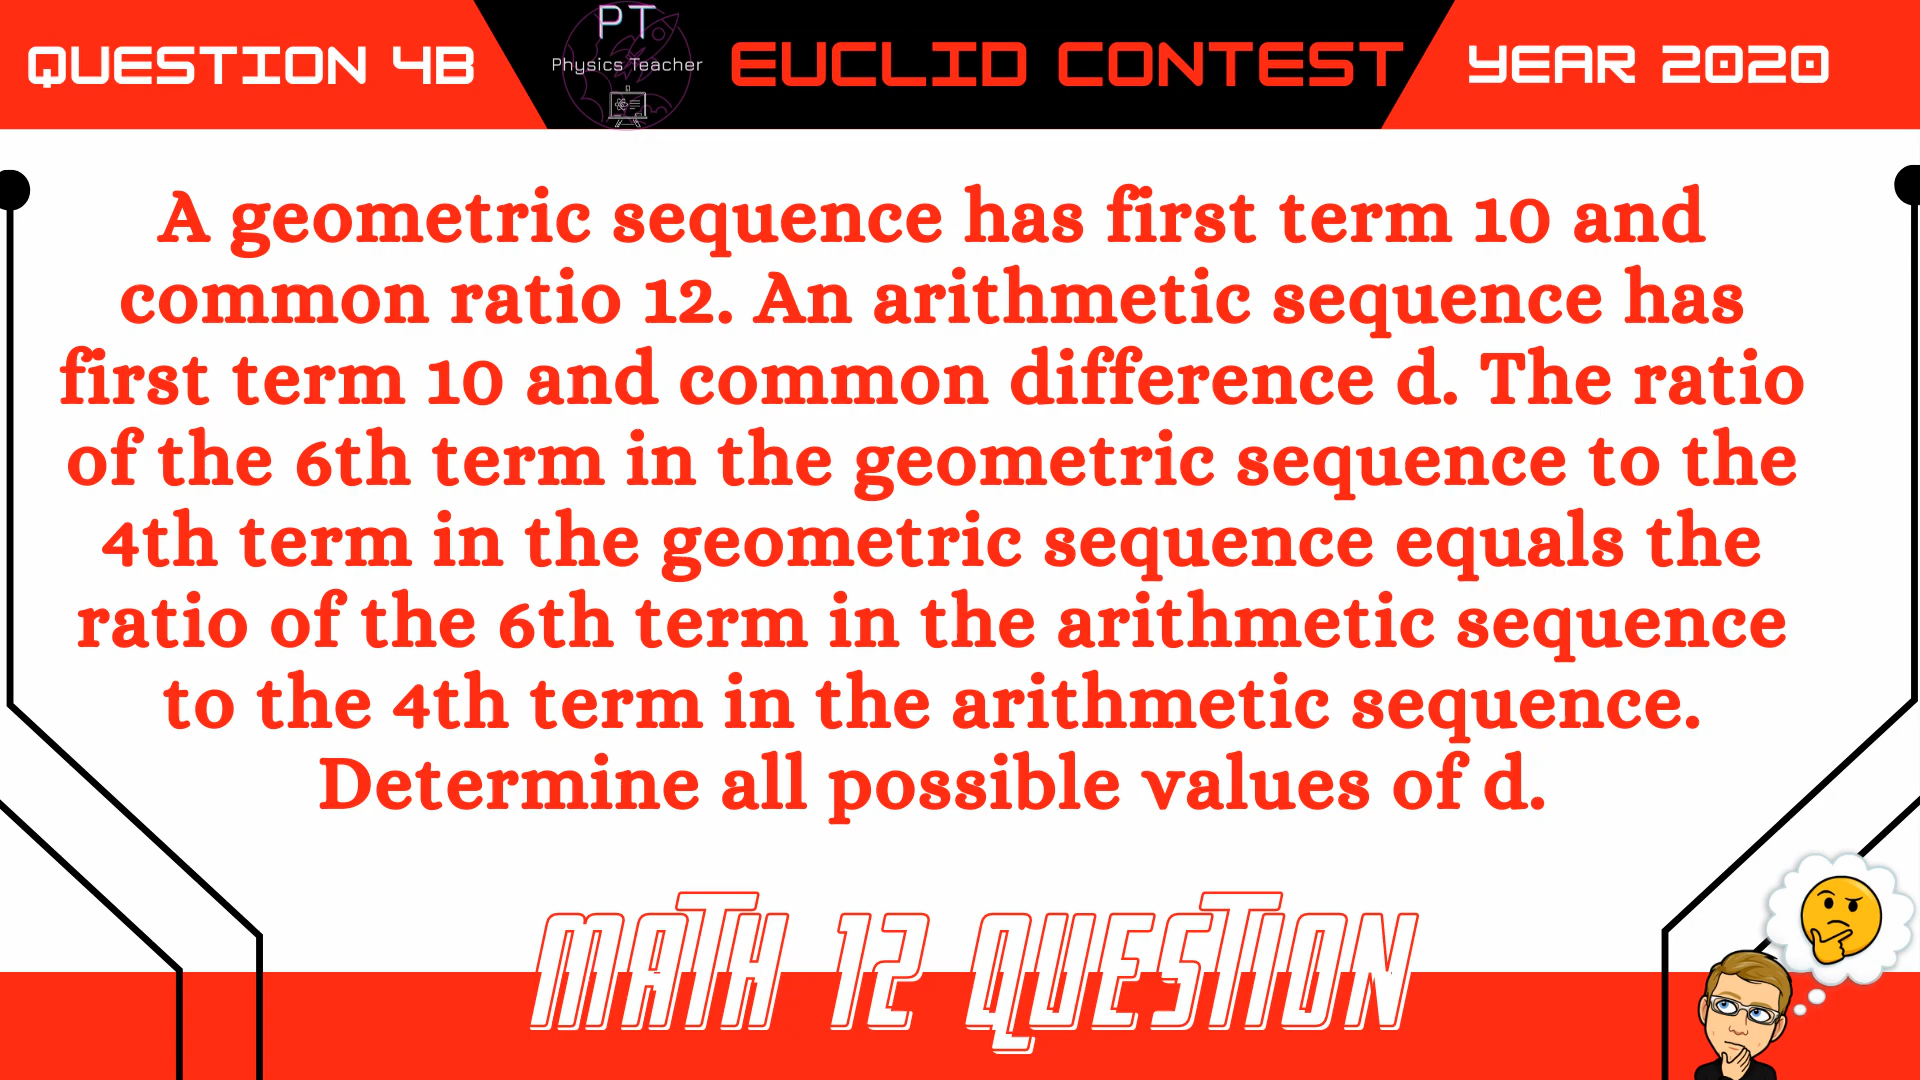 QUESTION 4B
PT
Physics Teacher
EUCLID CONTEST
YEAR 2020
A geometric sequence has first term 10 and
common ratio 12. An arithmetic sequence has
first term 10 and common difference d. The ratio
of the 6th term in the geometric sequence to the
4th term in the geometric sequence equals the
ratio of the 6th term in the arithmetic sequence
to the 4th term in the arithmetic sequence.
Determine all possible values of d.
MATH 12 QUESTION